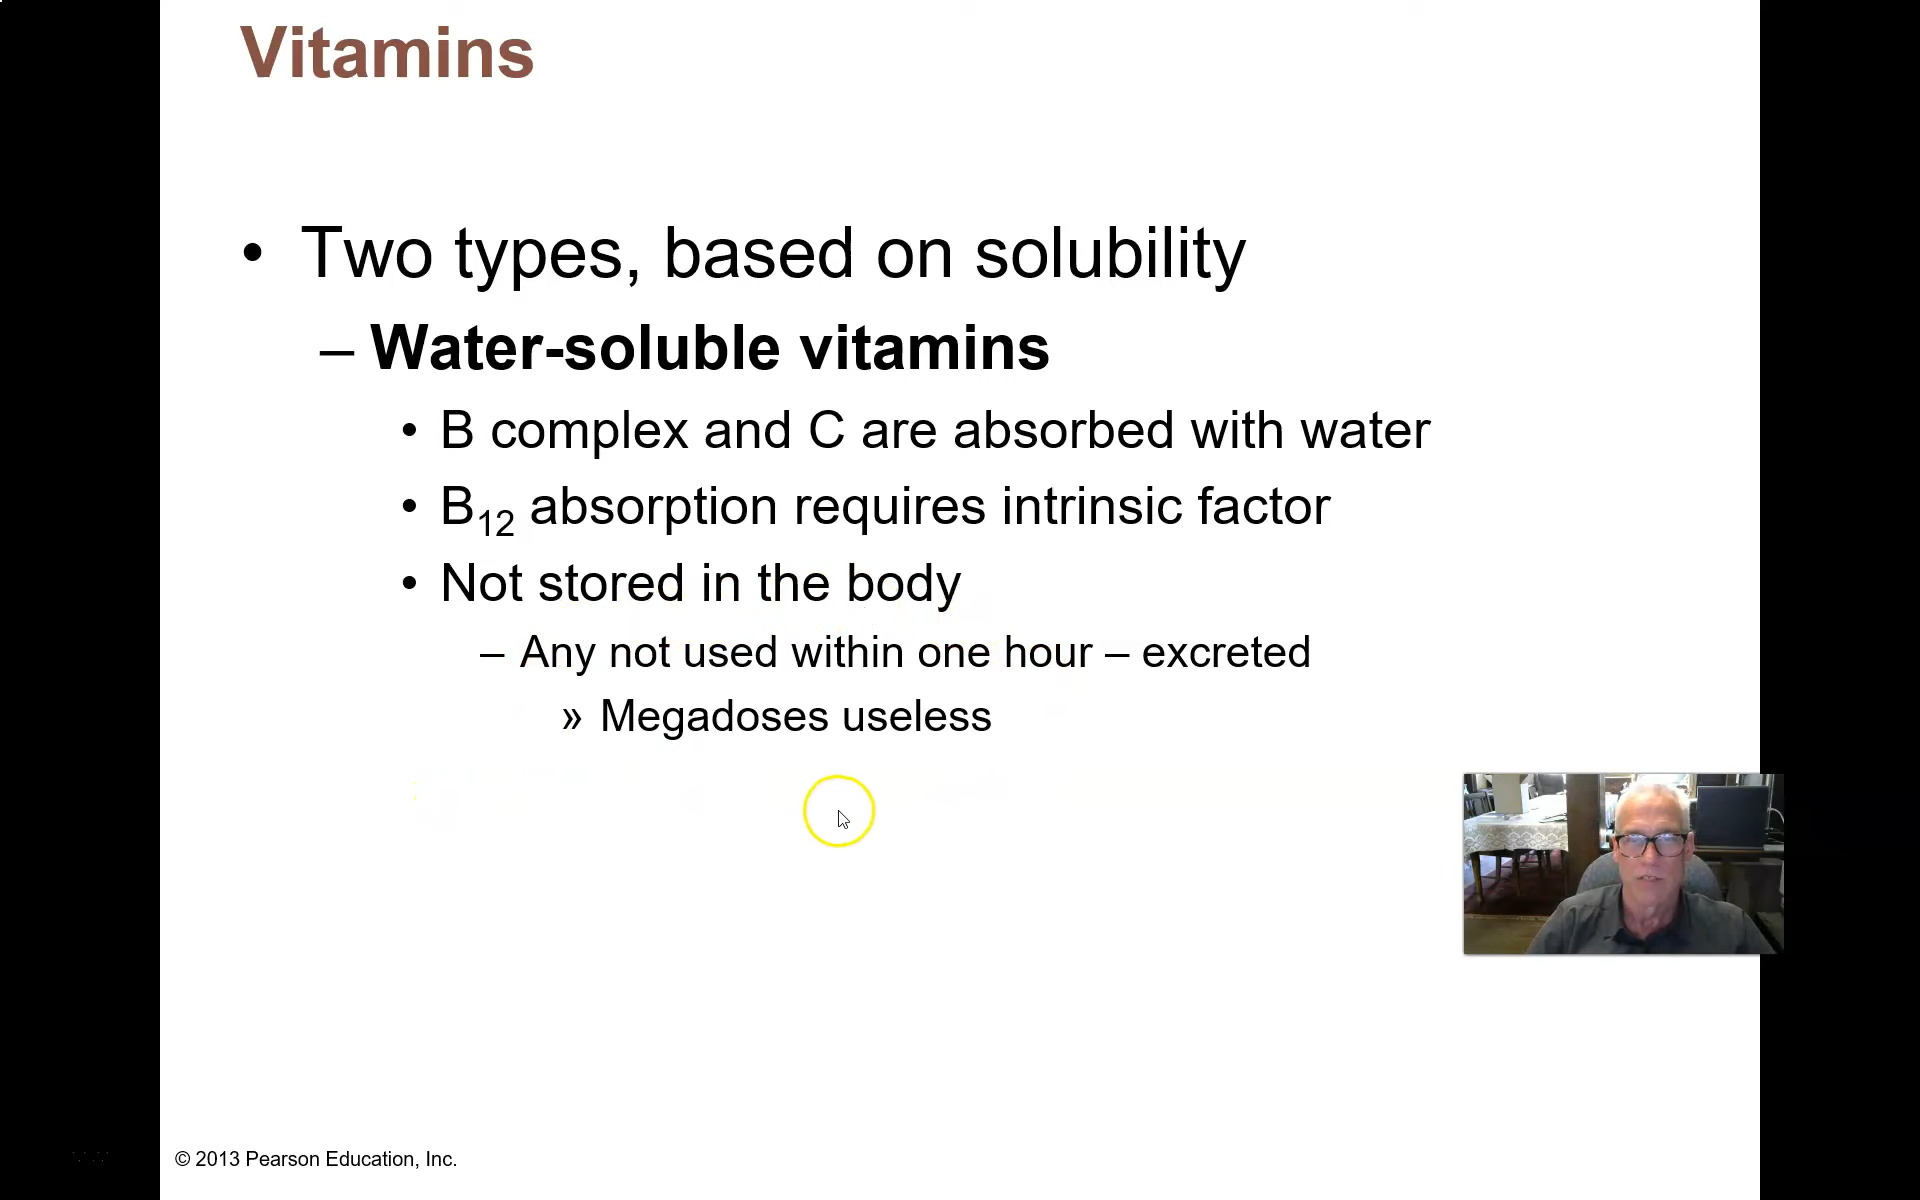 Vitamins
• Two types, based on solubility
– Water-soluble vitamins
• B complex and C are absorbed with water
• B12 absorption requires intrinsic factor
• Not stored in the body
– Any not used within one hour – excreted
» Megadoses useless
© 2013 Pearson Education, Inc.